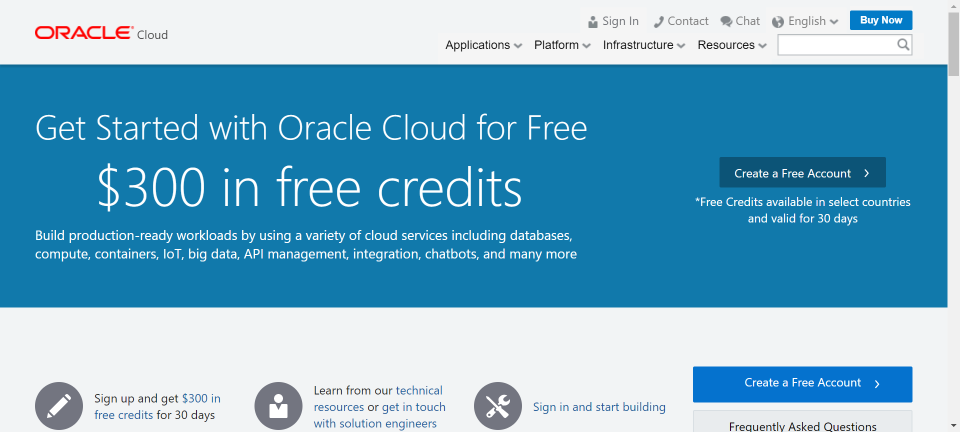 ORACLE Cloud
Sign In Contact Chat English Buy Now
Applications Platform Infrastructure Resources
Get Started with Oracle Cloud for Free
$300 in free credits
Build production-ready workloads by using a variety of cloud services including databases,
compute, containers, IoT, big data, API management, integration, chatbots, and many more
Create a Free Account
*Free Credits available in select countries
and valid for 30 days
Sign up and get $300 in
free credits for 30 days
Learn from our technical
resources or get in touch
with solution engineers
Sign in and start building
Create a Free Account
Frequently Asked Questions